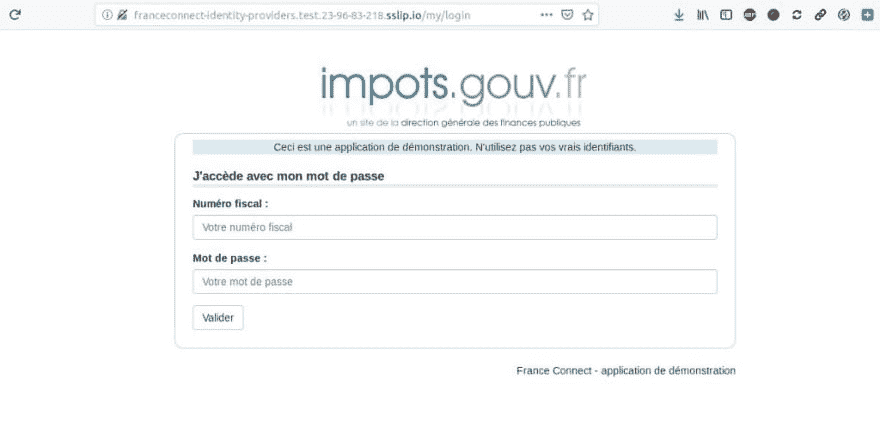 franceconnect-identity-providers.test.23-96-83-218.sslip.io/my/login
impots.gouv.fr
un site de la direction générale des finances publiques
Ceci est une application de démonstration. N'utilisez pas vos vrais identifiants.
J'accède avec mon mot de passe
Numéro fiscal :
Votre numéro fiscal
Mot de passe :
Votre mot de passe
Valider
France Connect - application de démonstration